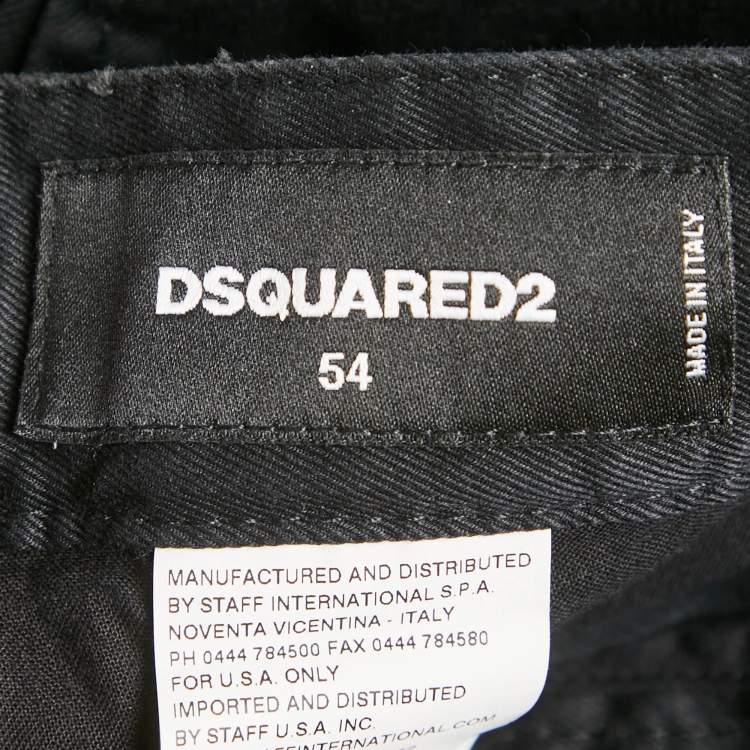 DSQUARED2
54
MADE IN ITALY
MANUFACTURED AND DISTRIBUTED
BY STAFF INTERNATIONAL S.P.A.
NOVENTA VICENTINA - ITALY
PH 0444 784500 FAX 0444 784580
FOR U.S.A. ONLY
IMPORTED AND DISTRIBUTED
BY STAFF U.S.A. INC.